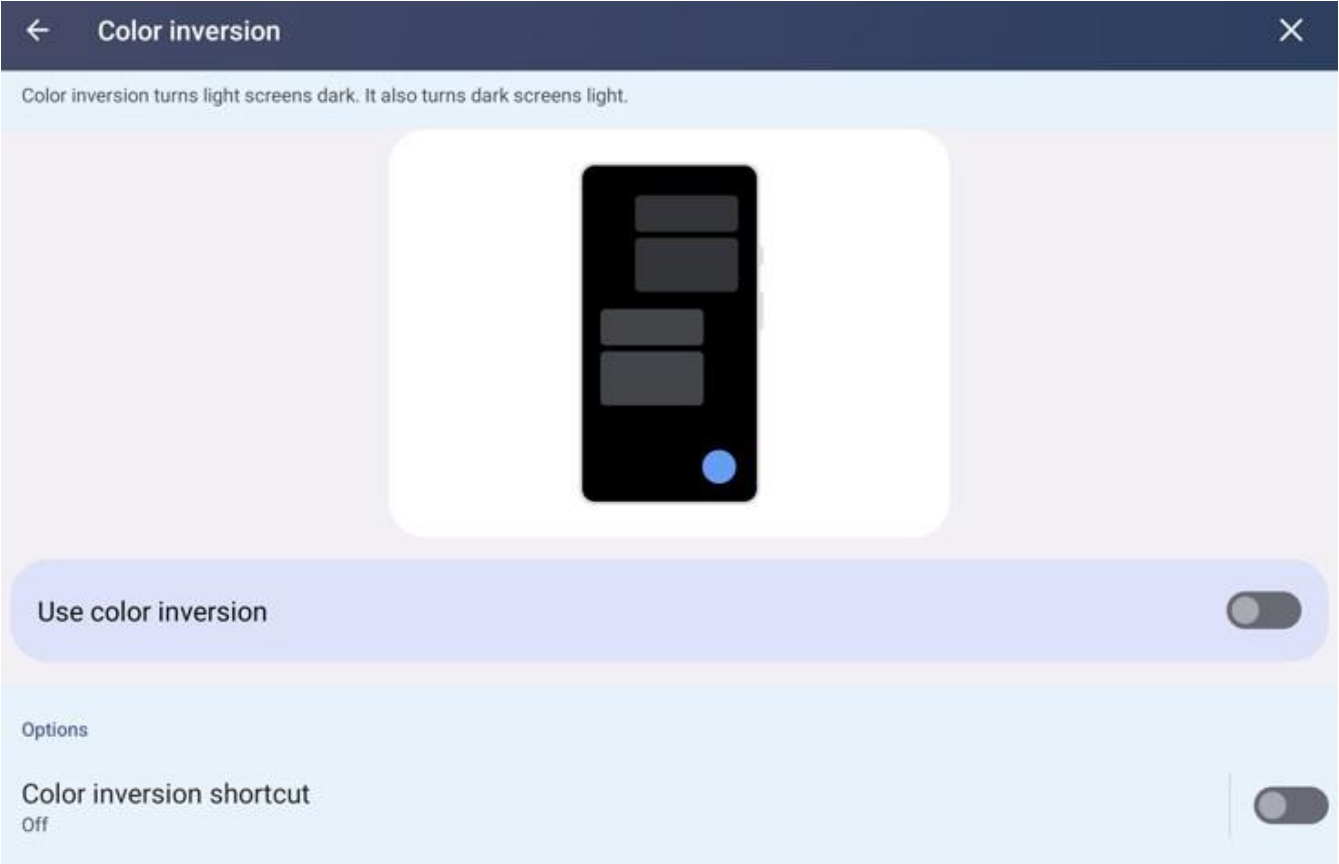 Color inversion
Color inversion turns light screens dark. It also turns dark screens light.
Use color inversion
Options
Color inversion shortcut
Off